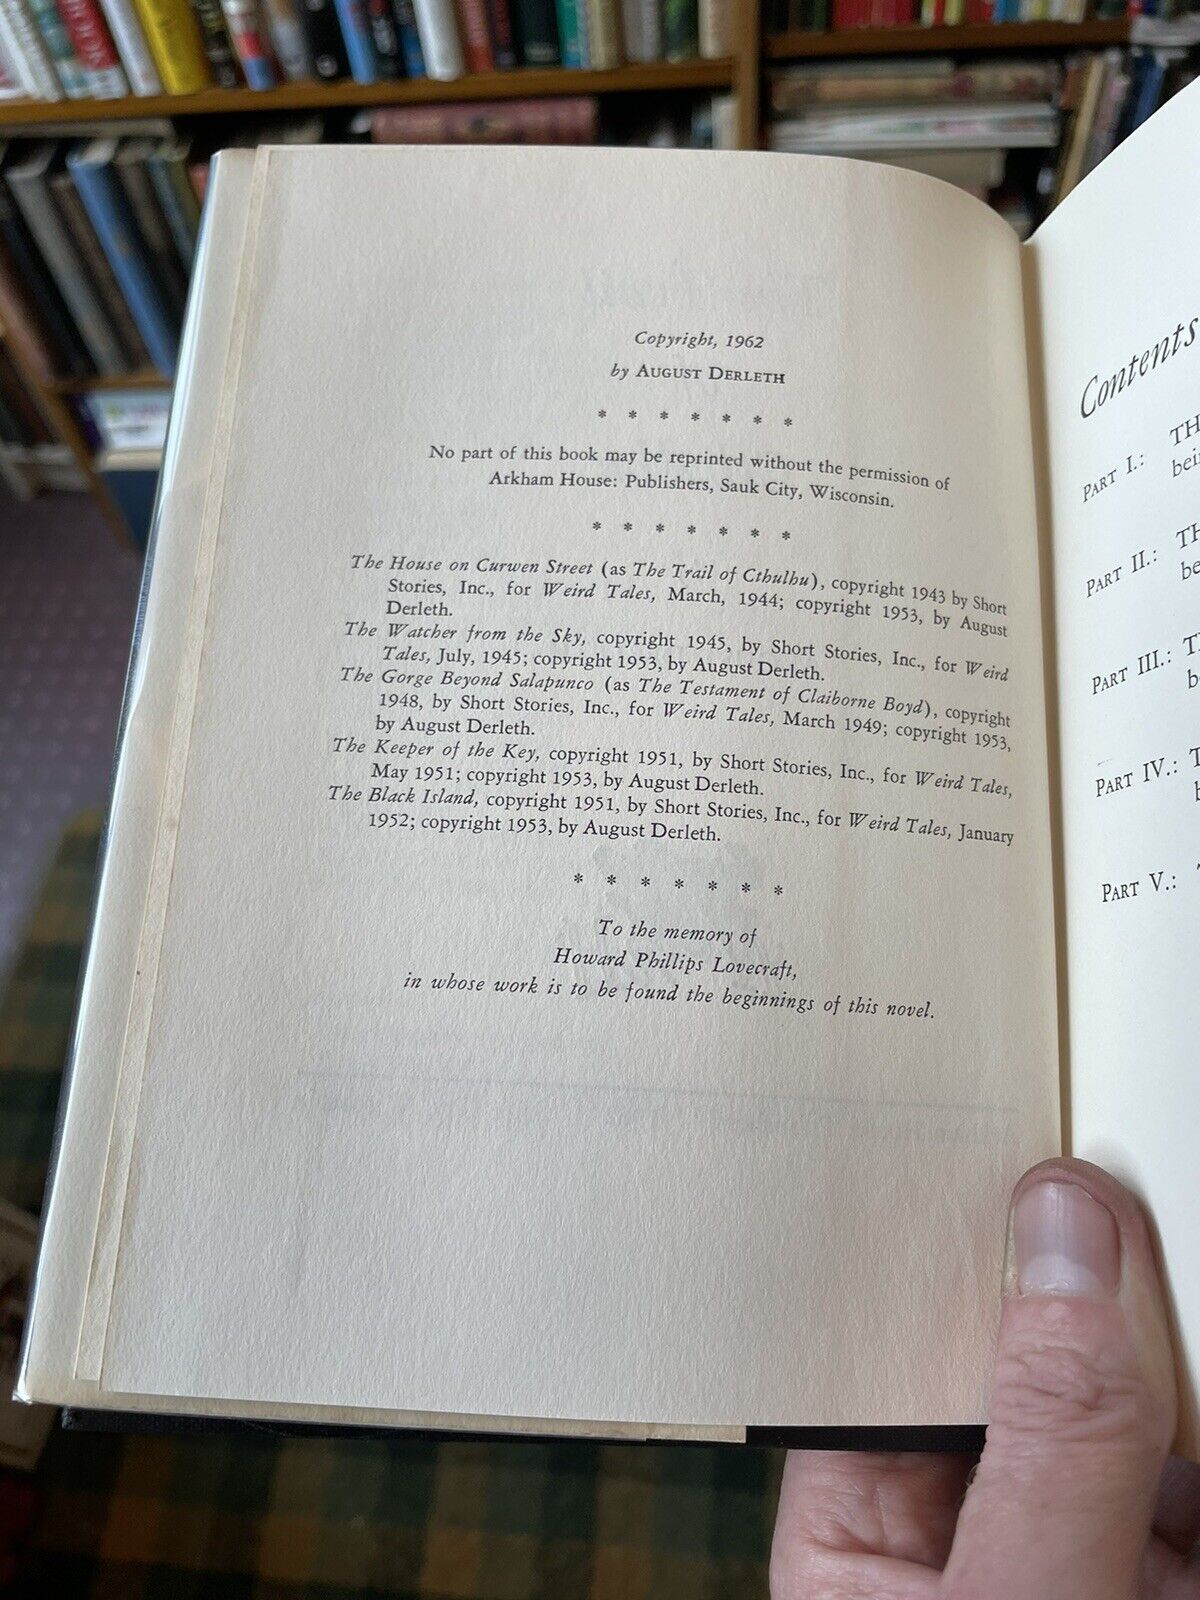 Copyright, 1962
by AUGUST DERLETH
* * * * * * *
No part of this book may be reprinted without the permission of
Arkham House: Publishers, Sauk City, Wisconsin.
* * * * * * *
The House on Curwen Street (as The Trail of Cthulhu), copyright 1943 by Short
Stories, Inc., for Weird Tales, March, 1944; copyright 1953, by August
Derleth.
The Watcher from the Sky, copyright 1945, by Short Stories, Inc., for Weird
Tales, July, 1945; copyright 1953, by August Derleth.
The Gorge Beyond Salapunco (as The Testament of Claiborne Boyd), copyright
1948, by Short Stories, Inc., for Weird Tales, March 1949; copyright 1953,
by August Derleth.
The Keeper of the Key, copyright 1951, by Short Stories, Inc., for Weird Tales,
May 1951; copyright 1953, by August Derleth.
The Black Island, copyright 1951, by Short Stories, Inc., for Weird Tales, January
1952; copyright 1953, by August Derleth.
* * * * * * *
To the memory of
Howard Phillips Lovecraft,
in whose work is to be found the beginnings of this novel.
Contents
PART I.:
PART II.:
PART III.:
PART IV.:
PART V.: